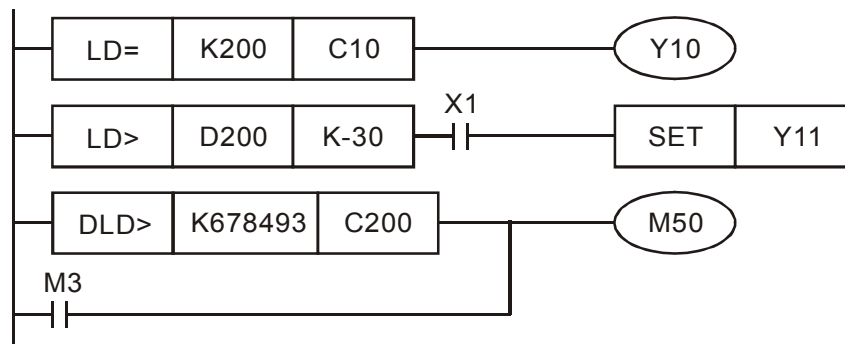 LD= K200 C10 Y10
X1
LD> D200 K-30 SET Y11
DLD> K678493 C200 M50
M3